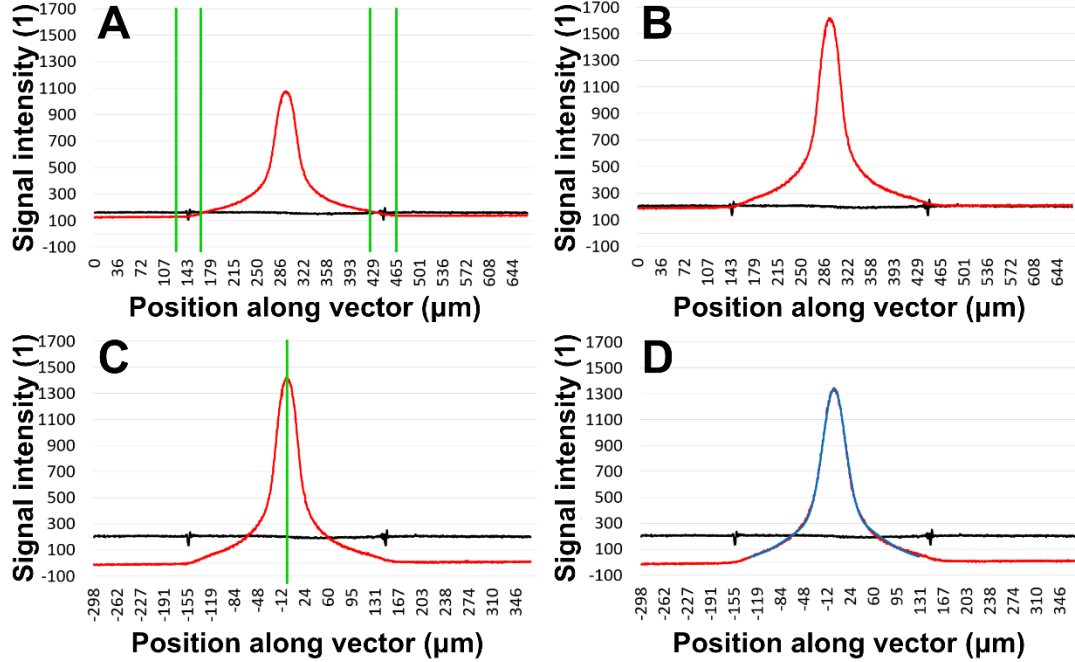 A
Signal intensity (1)
1700
1500
1300
1100
900
700
500
300
100
-100
0 36 72 107 143 179 215 250 286 322 358 393 429 465 501 536 572 608 644
Position along vector (µm)
B
Signal intensity (1)
1700
1500
1300
1100
900
700
500
300
100
-100
0 36 72 107 143 179 215 250 286 322 358 393 429 465 501 536 572 608 644
Position along vector (µm)
C
Signal intensity (1)
1700
1500
1300
1100
900
700
500
300
100
-100
-298 -262 -227 -191 -155 -119 -84 -48 -12 24 60 95 131 167 203 238 274 310 346
Position along vector (µm)
D
Signal intensity (1)
1700
1500
1300
1100
900
700
500
300
100
-100
-298 -262 -227 -191 -155 -119 -84 -48 -12 24 60 95 131 167 203 238 274 310 346
Position along vector (µm)